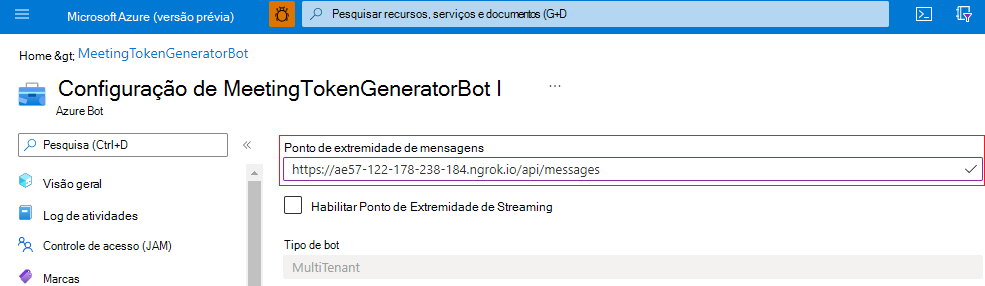 Microsoft Azure (versão prévia)
Pesquisar recursos, serviços e documentos (G+D
Home &gt; MeetingTokenGeneratorBot
Configuração de MeetingTokenGeneratorBot I
...
Azure Bot
Pesquisa (Ctrl+D
«
Visão geral
Log de atividades
Controle de acesso (JAM)
Marcas
Ponto de extremidade de mensagens
https://ae57-122-178-238-184.ngrok.io/api/messages
Habilitar Ponto de Extremidade de Streaming
Tipo de bot
MultiTenant